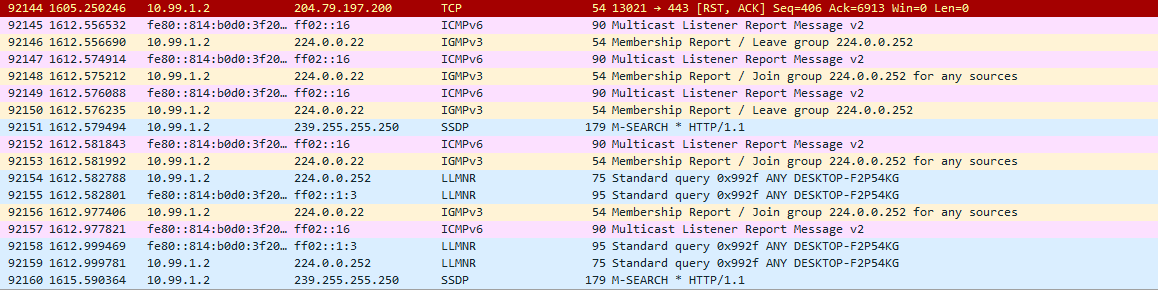 92144 1605.250246 10.99.1.2 204.79.197.200 TCP 54 13021 → 443 [RST, ACK] Seq=406 Ack=6913 Win=0 Len=0
92145 1612.556532 fe80::814:b0d0:3f20… ff02::16 ICMPv6 90 Multicast Listener Report Message v2
92146 1612.556690 10.99.1.2 224.0.0.22 IGMPv3 54 Membership Report / Leave group 224.0.0.252
92147 1612.574914 fe80::814:b0d0:3f20… ff02::16 ICMPv6 90 Multicast Listener Report Message v2
92148 1612.575212 10.99.1.2 224.0.0.22 IGMPv3 54 Membership Report / Join group 224.0.0.252 for any sources
92149 1612.576088 fe80::814:b0d0:3f20… ff02::16 ICMPv6 90 Multicast Listener Report Message v2
92150 1612.576235 10.99.1.2 224.0.0.22 IGMPv3 54 Membership Report / Leave group 224.0.0.252
92151 1612.579494 10.99.1.2 239.255.255.250 SSDP 179 M-SEARCH * HTTP/1.1
92152 1612.581843 fe80::814:b0d0:3f20… ff02::16 ICMPv6 90 Multicast Listener Report Message v2
92153 1612.581992 10.99.1.2 224.0.0.22 IGMPv3 54 Membership Report / Join group 224.0.0.252 for any sources
92154 1612.582788 10.99.1.2 224.0.0.252 LLMNR 75 Standard query 0x992f ANY DESKTOP-F2P54KG
92155 1612.582801 fe80::814:b0d0:3f20… ff02::1:3 LLMNR 95 Standard query 0x992f ANY DESKTOP-F2P54KG
92156 1612.977406 10.99.1.2 224.0.0.22 IGMPv3 54 Membership Report / Join group 224.0.0.252 for any sources
92157 1612.977821 fe80::814:b0d0:3f20… ff02::16 ICMPv6 90 Multicast Listener Report Message v2
92158 1612.999469 fe80::814:b0d0:3f20… ff02::1:3 LLMNR 95 Standard query 0x992f ANY DESKTOP-F2P54KG
92159 1612.999781 10.99.1.2 224.0.0.252 LLMNR 75 Standard query 0x992f ANY DESKTOP-F2P54KG
92160 1615.590364 10.99.1.2 239.255.255.250 SSDP 179 M-SEARCH * HTTP/1.1